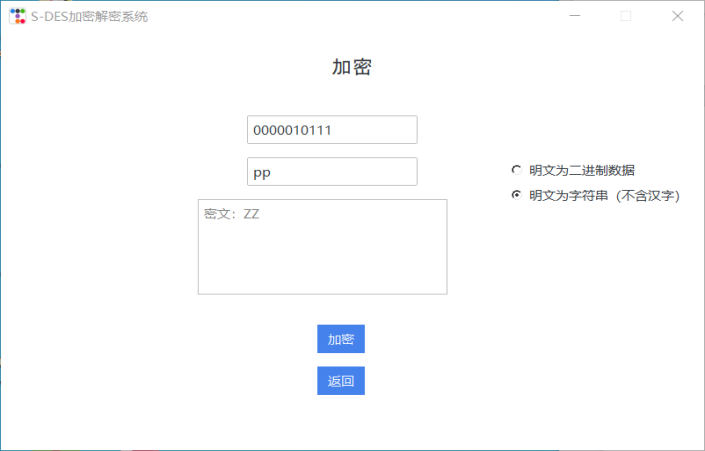 S-DES加密解密系统
加密
0000010111
pp
明文为二进制数据
明文为字符串（不含汉字）
密文：ZZ
加密
返回